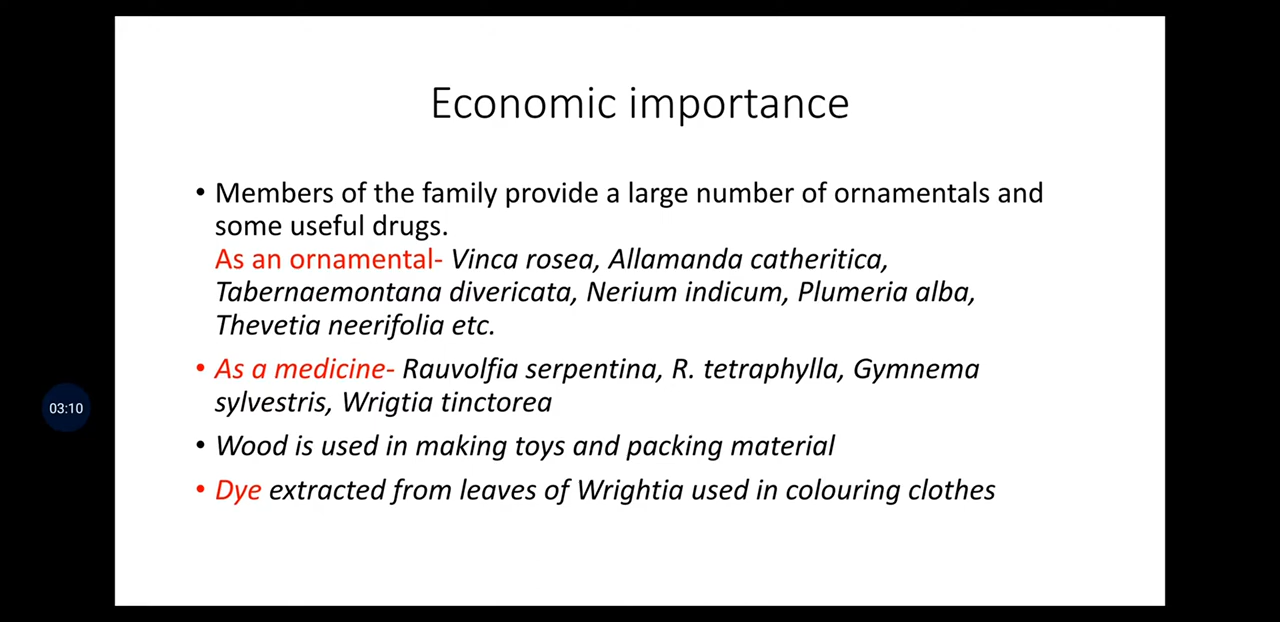 Economic importance
• Members of the family provide a large number of ornamentals and
some useful drugs.
As an ornamental- Vinca rosea, Allamanda catheritica,
Tabernaemontana divericata, Nerium indicum, Plumeria alba,
Thevetia neerifolia etc.
• As a medicine- Rauvolfia serpentina, R. tetraphylla, Gymnema
sylvestris, Wrigtia tinctorea
03:10
• Wood is used in making toys and packing material
• Dye extracted from leaves of Wrightia used in colouring clothes